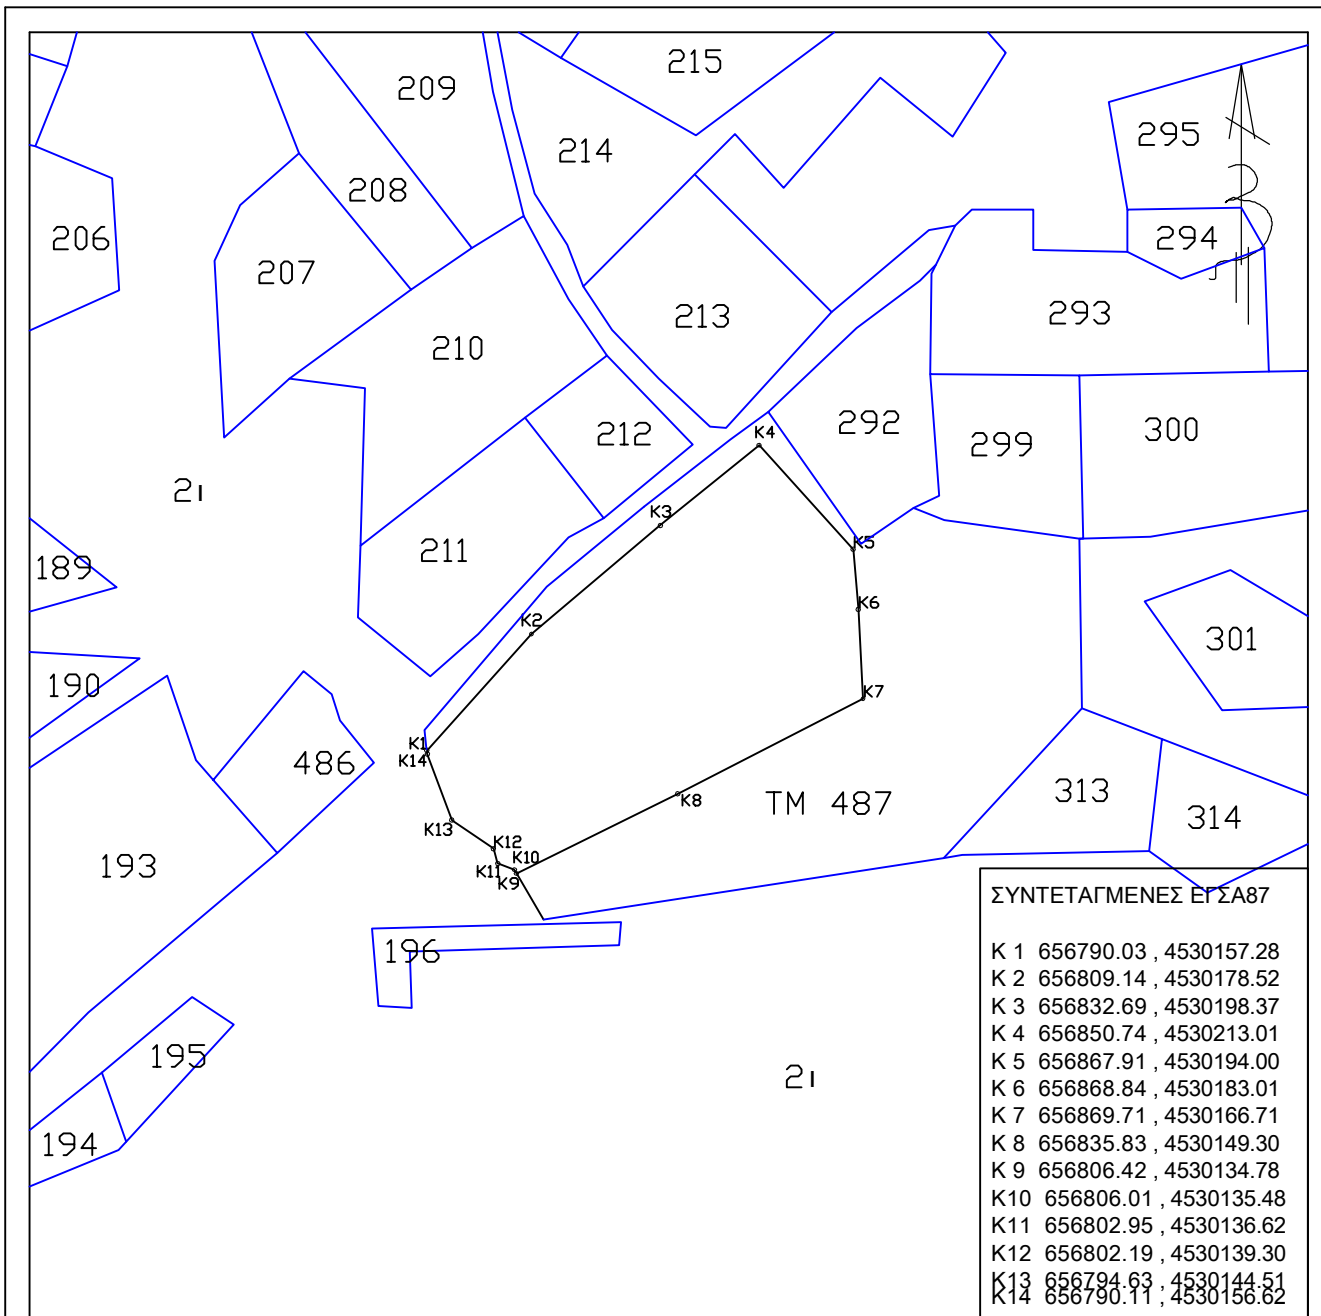 215
209
214
295
208
206
294
207
213
293
210
K4
292
300
212
299
2ι
K3
K5
211
189
K6
K2
301
190
K7
K1
K14
486
313
K8
TM 487
K13
314
K12
193
K10
K11
K9
ΣΥΝΤΕΤΑΓΜΕΝΕΣ ΕΓΣΑ87
196
K 1 656790.03 , 4530157.28
K 2 656809.14 , 4530178.52
K 3 656832.69 , 4530198.37
K 4 656850.74 , 4530213.01
K 5 656867.91 , 4530194.00
195
2ι
K 6 656868.84 , 4530183.01
K 7 656869.71 , 4530166.71
194
K 8 656835.83 , 4530149.30
K 9 656806.42 , 4530134.78
K10 656806.01 , 4530135.48
K11 656802.95 , 4530136.62
K12 656802.19 , 4530139.30
K13 656794.63 , 4530144.51
K14 656790.11 , 4530156.62